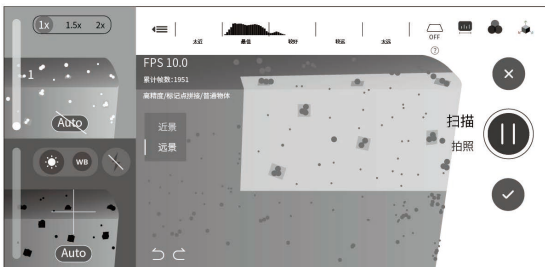 1x 1.5x 2x
1
Auto
WB
Auto
太近 最佳 较好 较远 太远
OFF
?
FPS 10.0
累计帧数:1951
高精度/标记点拼接/普通物体
近景
远景
扫描
拍照